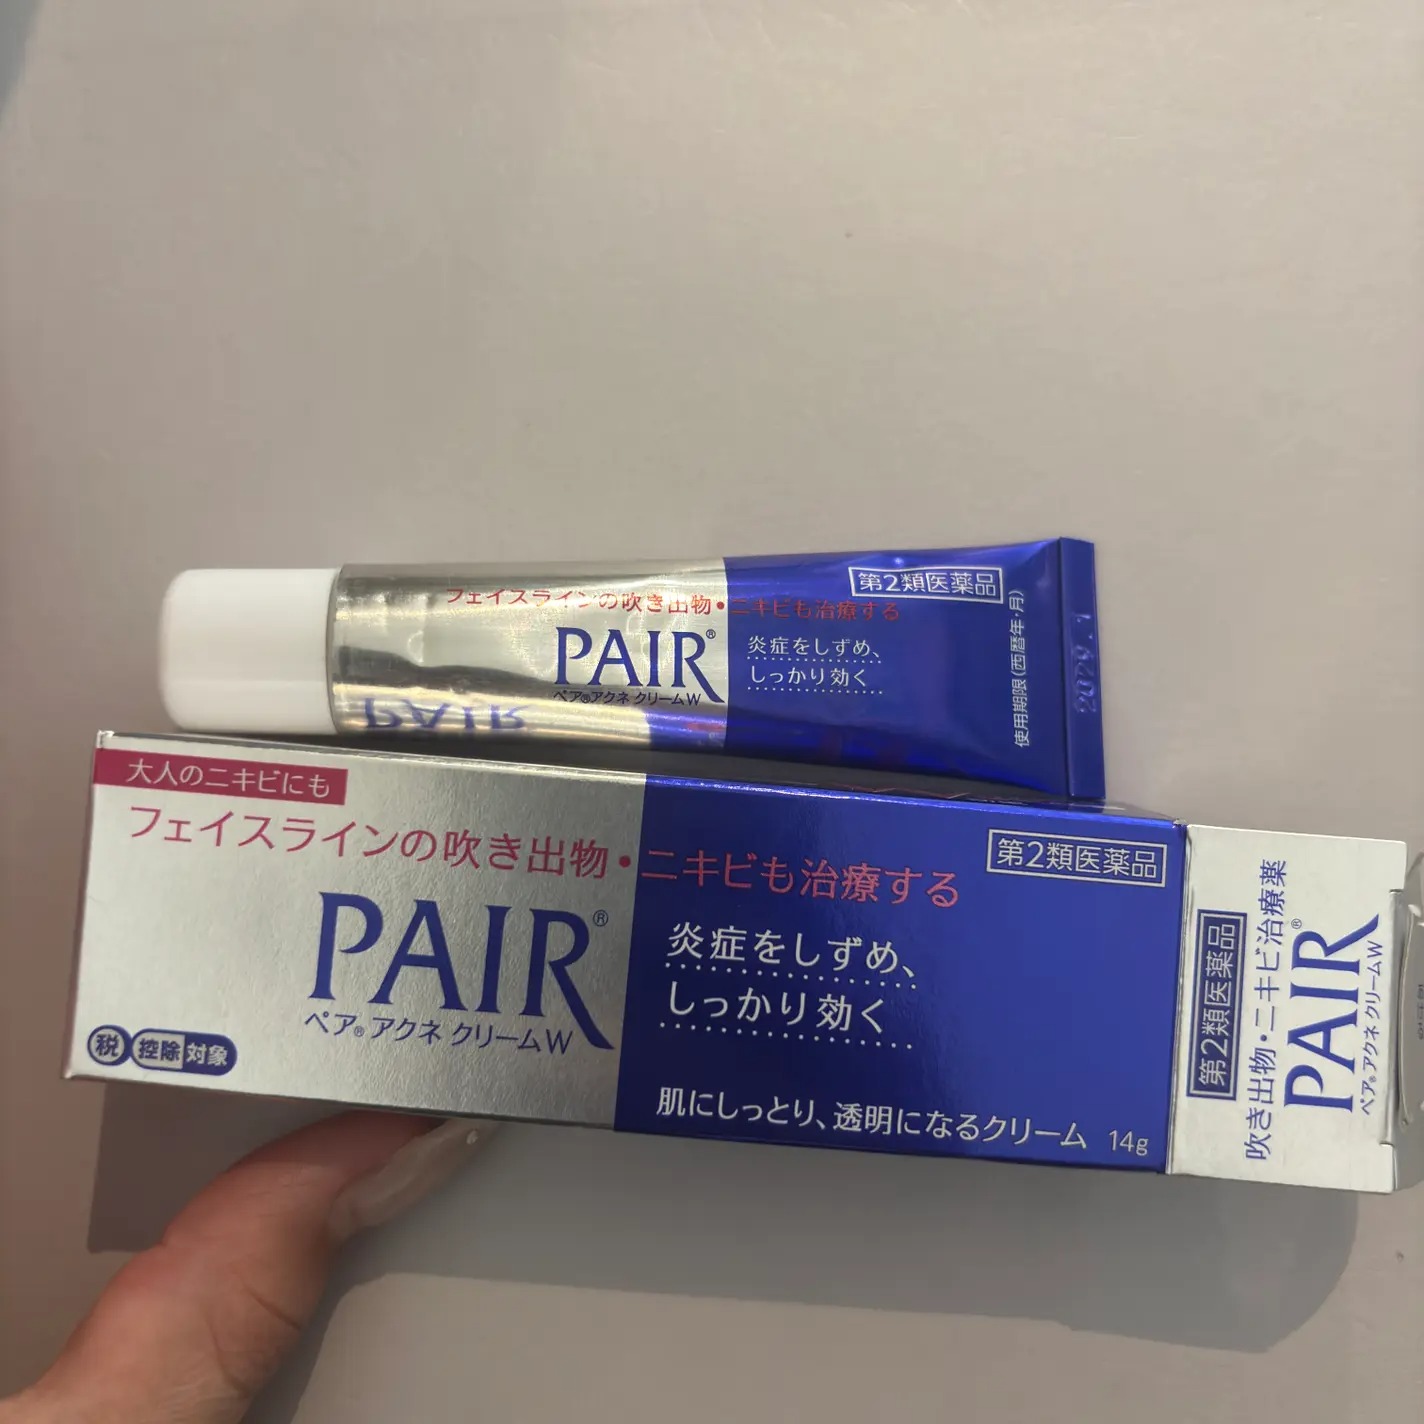 フェイスラインの吹き出物・ニキビも治療する
第2類医薬品
PAIR®
ペア®アクネ クリームW
炎症をしずめ、
しっかり効く
使用期限(西暦年・月)
PAIR
大人のニキビにも
フェイスラインの吹き出物・ニキビも治療する
第2類医薬品
PAIR®
ペア®アクネ クリームW
炎症をしずめ、
しっかり効く
税 控除 対象
肌にしっとり、透明になるクリーム 14g
第2類医薬品
吹き出物・ニキビ治療薬
PAIR®
ペア®アクネ クリームW